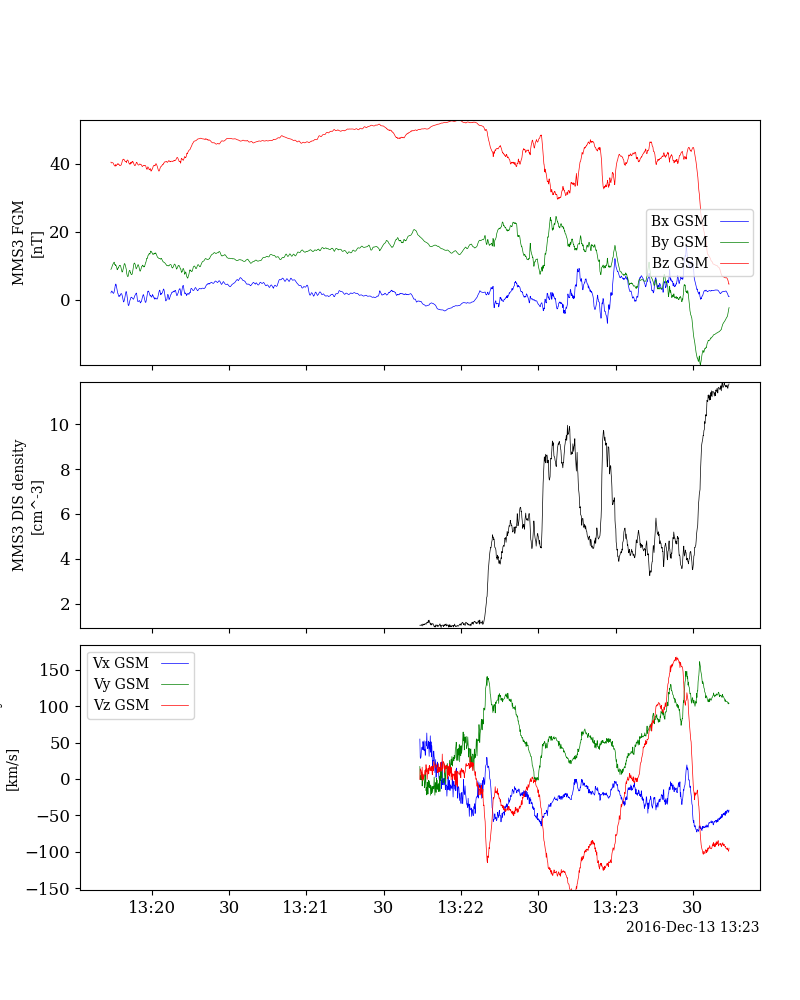 MMS3 FGM
[nT]
40
20
0
Bx GSM
By GSM
Bz GSM
MMS3 DIS density
[cm^-3]
10
8
6
4
2
[km/s]
150
100
50
0
−50
−100
−150
Vx GSM
Vy GSM
Vz GSM
13:20
30
13:21
30
13:22
30
13:23
30
2016-Dec-13 13:23